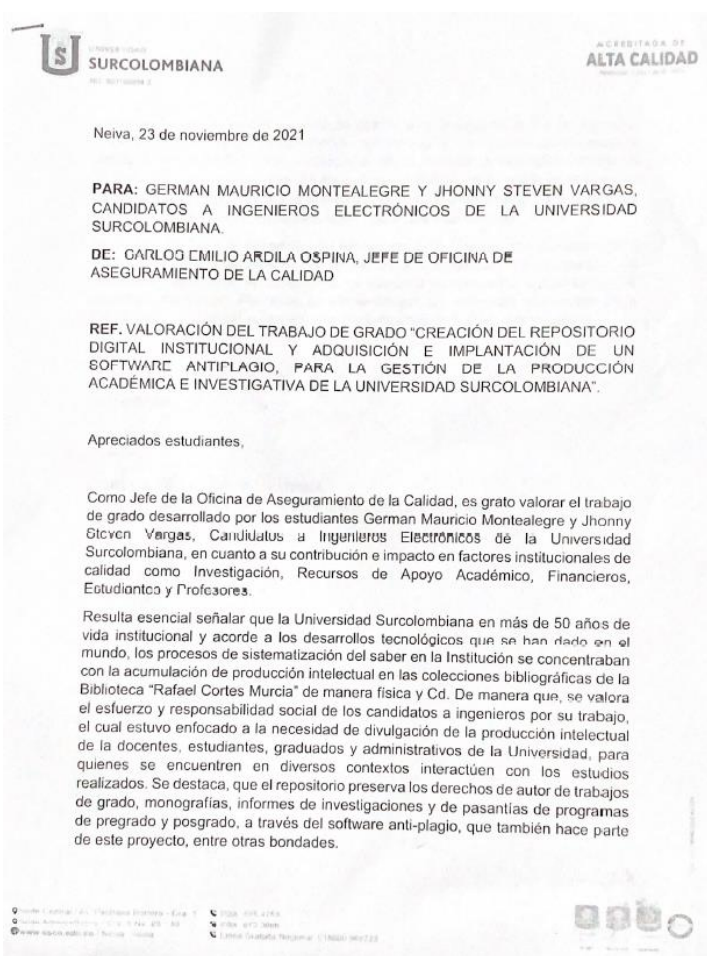 UNIVERSIDAD
SURCOLOMBIANA
ACREDITADA DE
ALTA CALIDAD
Neiva, 23 de noviembre de 2021
PARA: GERMAN MAURICIO MONTEALEGRE Y JHONNY STEVEN VARGAS,
CANDIDATOS A INGENIEROS ELECTRÓNICOS DE LA UNIVERSIDAD
SURCOLOMBIANA.
DE: CARLOS EMILIO ARDILA OSPINA, JEFE DE OFICINA DE
ASEGURAMIENTO DE LA CALIDAD
REF. VALORACIÓN DEL TRABAJO DE GRADO "CREACIÓN DEL REPOSITORIO
DIGITAL INSTITUCIONAL Y ADQUISICIÓN E IMPLANTACIÓN DE UN
SOFTWARE ANTIPLAGIO, PARA LA GESTIÓN DE LA PRODUCCIÓN
ACADÉMICA E INVESTIGATIVA DE LA UNIVERSIDAD SURCOLOMBIANA".
Apreciados estudiantes,
Como Jefe de la Oficina de Aseguramiento de la Calidad, es grato valorar el trabajo
de grado desarrollado por los estudiantes German Mauricio Montealegre y Jhonny
Steven Vargas, Candidatos a Ingenieros Electrónicos de la Universidad
Surcolombiana, en cuanto a su contribución e impacto en factores institucionales de
calidad como Investigación, Recursos de Apoyo Académico, Financieros,
Estudiantes y Profesores.
Resulta esencial señalar que la Universidad Surcolombiana en más de 50 años de
vida institucional y acorde a los desarrollos tecnológicos que se han dado en el
mundo, los procesos de sistematización del saber en la Institución se concentraban
con la acumulación de producción intelectual en las colecciones bibliográficas de la
Biblioteca "Rafael Cortes Murcia" de manera física y Cd. De manera que, se valora
el esfuerzo y responsabilidad social de los candidatos a ingenieros por su trabajo,
el cual estuvo enfocado a la necesidad de divulgación de la producción intelectual
de la docentes, estudiantes, graduados y administrativos de la Universidad, para
quienes se encuentren en diversos contextos interactúen con los estudios
realizados. Se destaca, que el repositorio preserva los derechos de autor de trabajos
de grado, monografías, informes de investigaciones y de pasantías de programas
de pregrado y posgrado, a través del software anti-plagio, que también hace parte
de este proyecto, entre otras bondades.